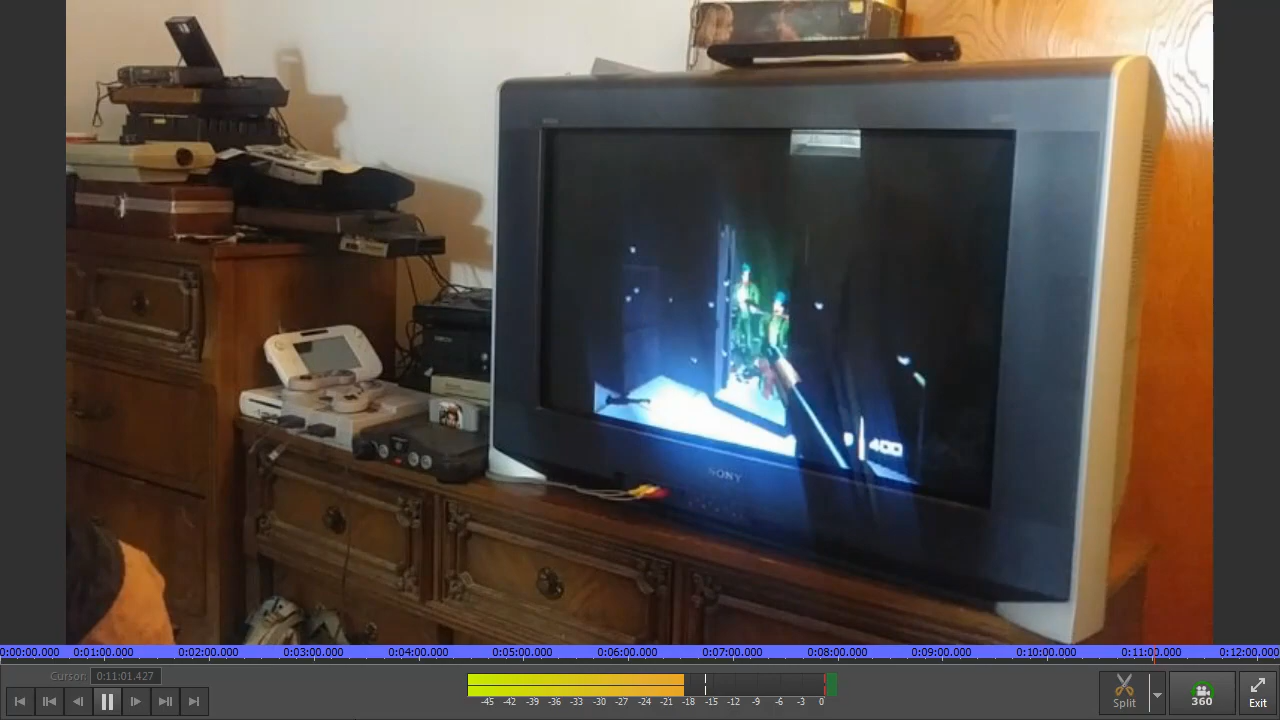 SONY
400
0:00:00.000 0:01:00.000 0:02:00.000 0:03:00.000 0:04:00.000 0:05:00.000 0:06:00.000 0:07:00.000 0:08:00.000 0:09:00.000 0:10:00.000 0:11:00.000 0:12:00.000
Cursor: 0:11:01.427
-45 -42 -39 -36 -33 -30 -27 -24 -21 -18 -15 -12 -9 -6 -3 0
Split
360
Exit